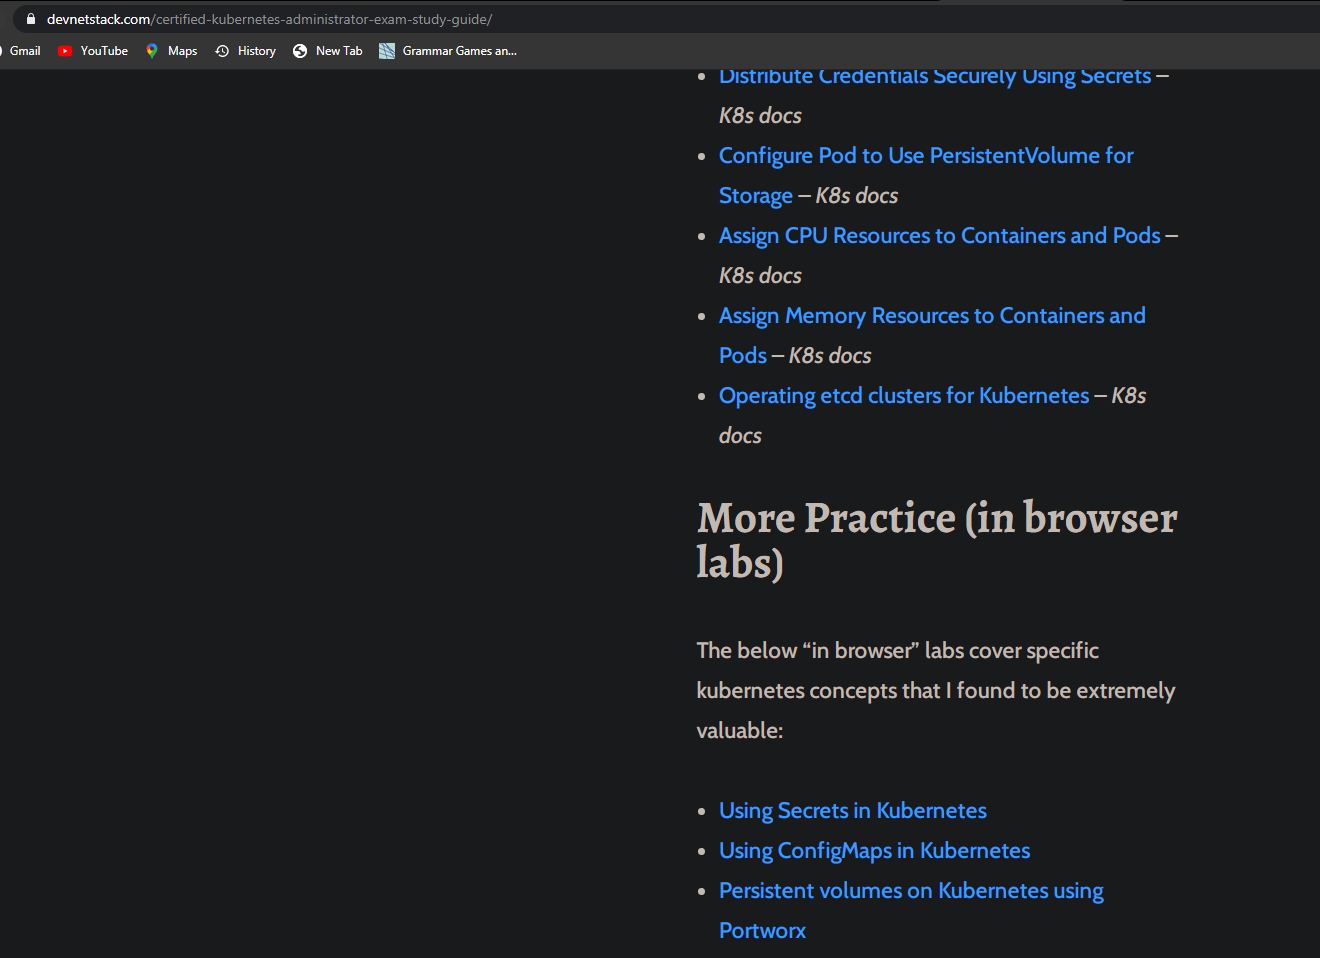 devnetstack.com/certified-kubernetes-administrator-exam-study-guide/
Gmail YouTube Maps History New Tab Grammar Games an...
Distribute Credentials Securely Using Secrets –
K8s docs
Configure Pod to Use PersistentVolume for
Storage – K8s docs
Assign CPU Resources to Containers and Pods –
K8s docs
Assign Memory Resources to Containers and
Pods – K8s docs
Operating etcd clusters for Kubernetes – K8s
docs
More Practice (in browser
labs)
The below “in browser” labs cover specific
kubernetes concepts that I found to be extremely
valuable:
Using Secrets in Kubernetes
Using ConfigMaps in Kubernetes
Persistent volumes on Kubernetes using
Portworx